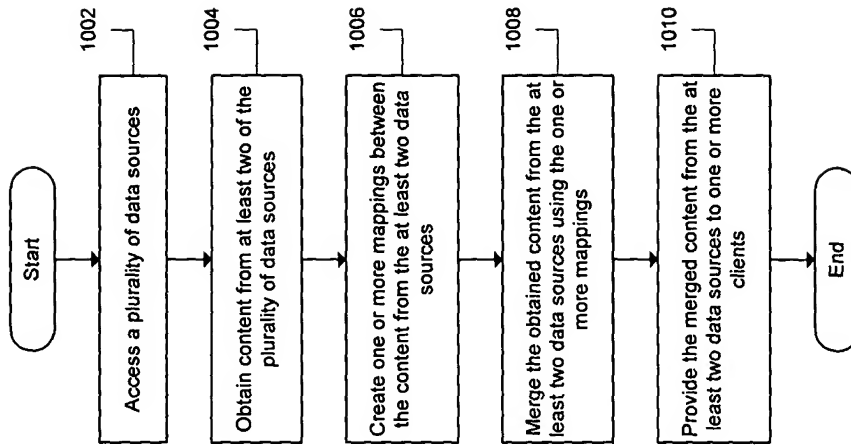 Start
1002
Access a plurality of data sources
1004
Obtain content from at least two of the
plurality of data sources
1006
Create one or more mappings between
the content from the at least two data
sources
1008
Merge the obtained content from the at
least two data sources using the one or
more mappings
1010
Provide the merged content from the at
least two data sources to one or more
clients
End